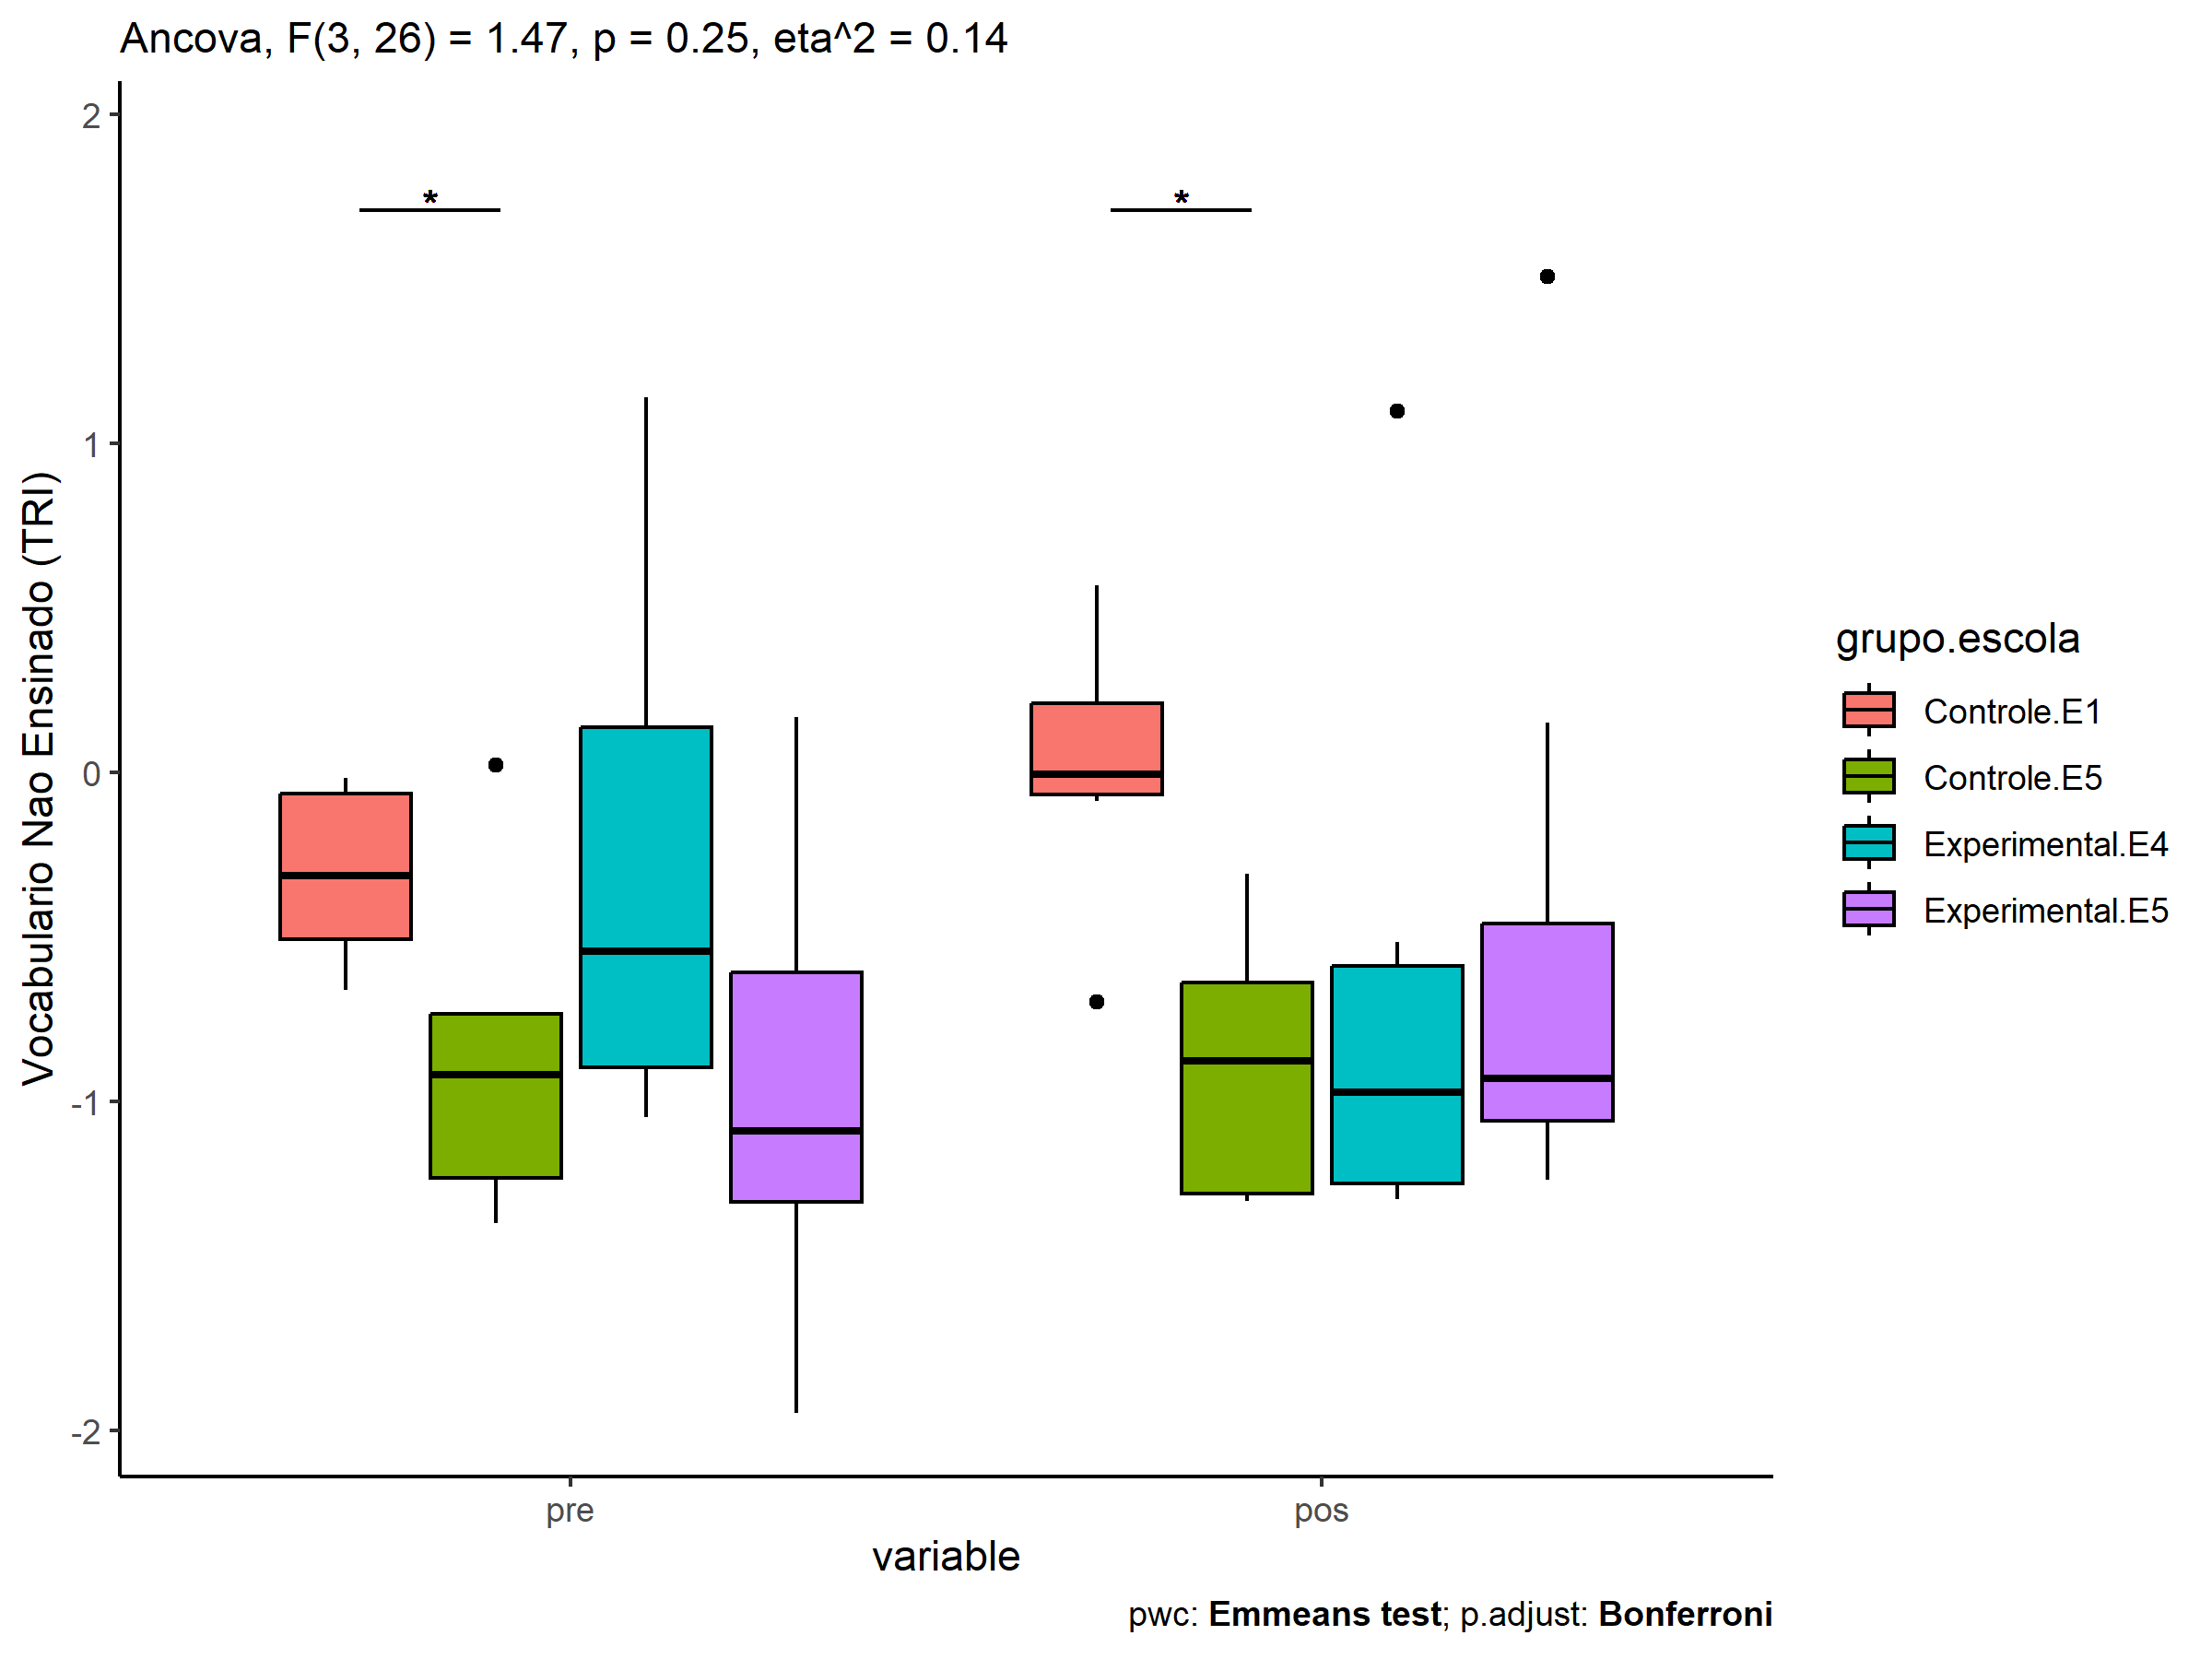 Ancova, F(3, 26) = 1.47, p = 0.25, eta^2 = 0.14
2
1
0
-1
-2
Vocabulario Nao Ensinado (TRI)
*
*
pre
pos
variable
grupo.escola
Controle.E1
Controle.E5
Experimental.E4
Experimental.E5
pwc: Emmeans test; p.adjust: Bonferroni